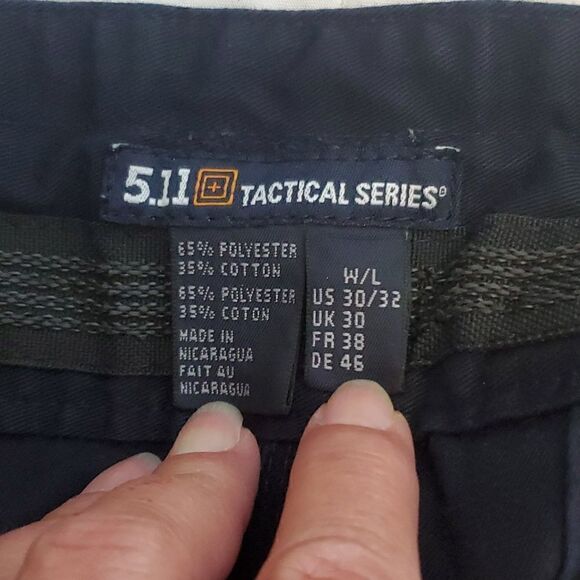 5.11 TACTICAL SERIES®
65% POLYESTER
35% COTTON
65% POLYESTER
35% COTON
MADE IN
NICARAGUA
FAIT AU
NICARAGUA
W/L
US 30/32
UK 30
FR 38
DE 46